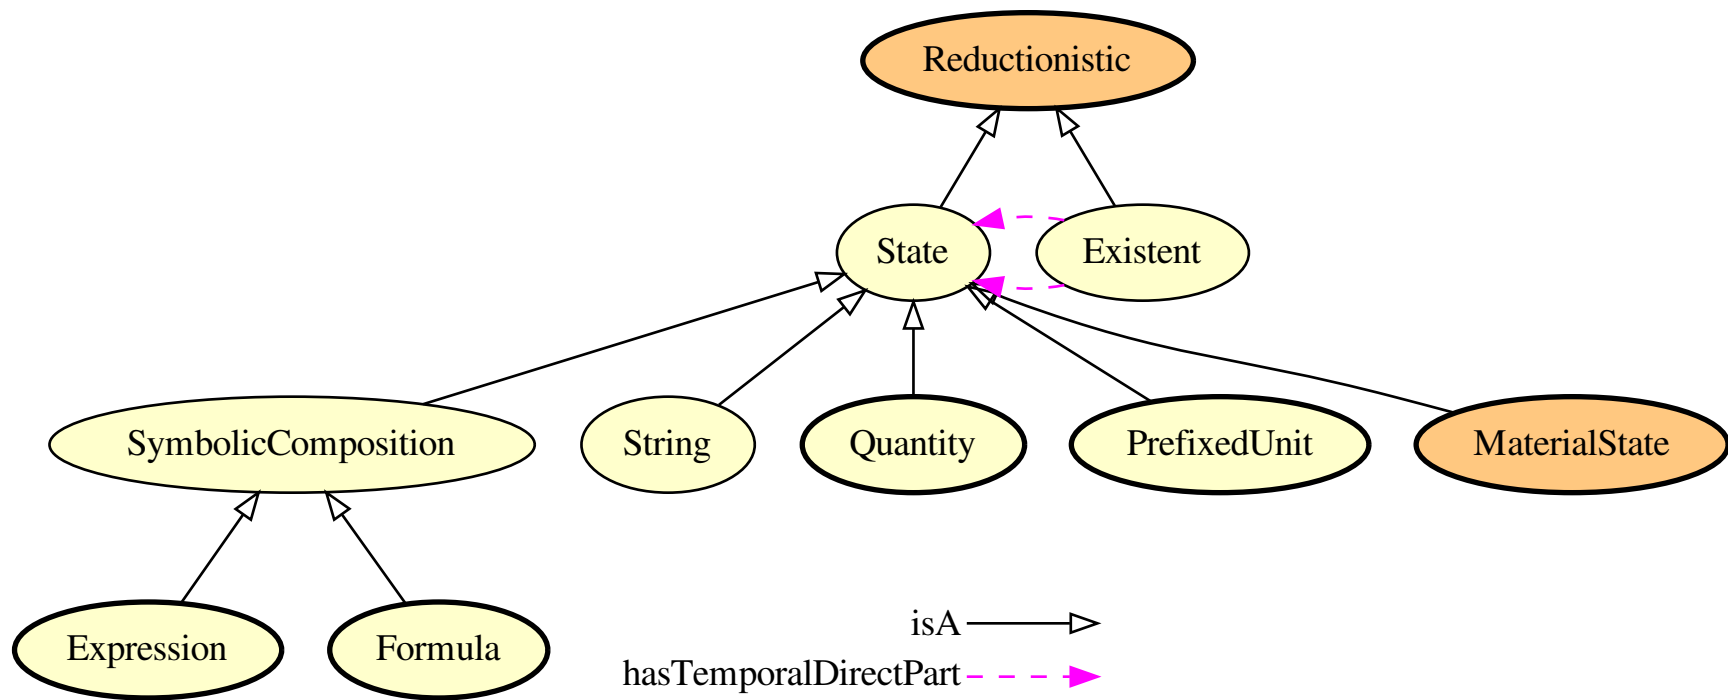 Reductionistic
State
Existent
SymbolicComposition
String
Quantity
PrefixedUnit
MaterialState
Expression
Formula
isA
hasTemporalDirectPart